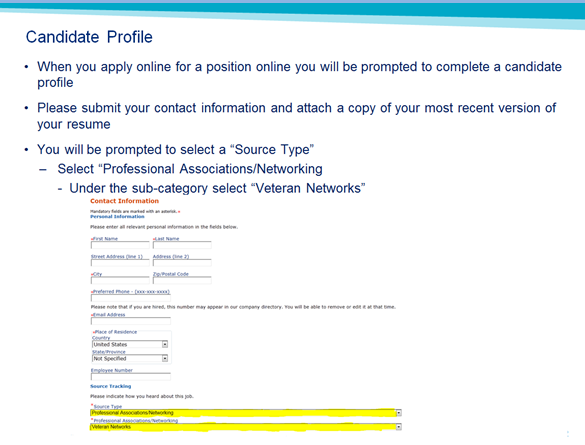 Candidate Profile
• When you apply online for a position online you will be prompted to complete a candidate
profile
• Please submit your contact information and attach a copy of your most recent version of
your resume
• You will be prompted to select a “Source Type”
– Select “Professional Associations/Networking
- Under the sub-category select “Veteran Networks”
Contact Information
Mandatory fields are marked with an asterisk.*
Personal Information
Please enter all relevant personal information in the fields below.
*First Name *Last Name
Street Address (line 1) Address (line 2)
*City Zip/Postal Code
*Preferred Phone - [xxx-xxx-xxxx]
Please note that if you are hired, this number may appear in our company directory. You will be able to remove or edit it at that time.
*Email Address
*Place of Residence
Country
United States
State/Province
Not Specified
Employee Number
Source Tracking
Please indicate how you heard about this job.
*Source Type
Professional Associations/Networking
*Professional Associations/Networking
Veteran Networks